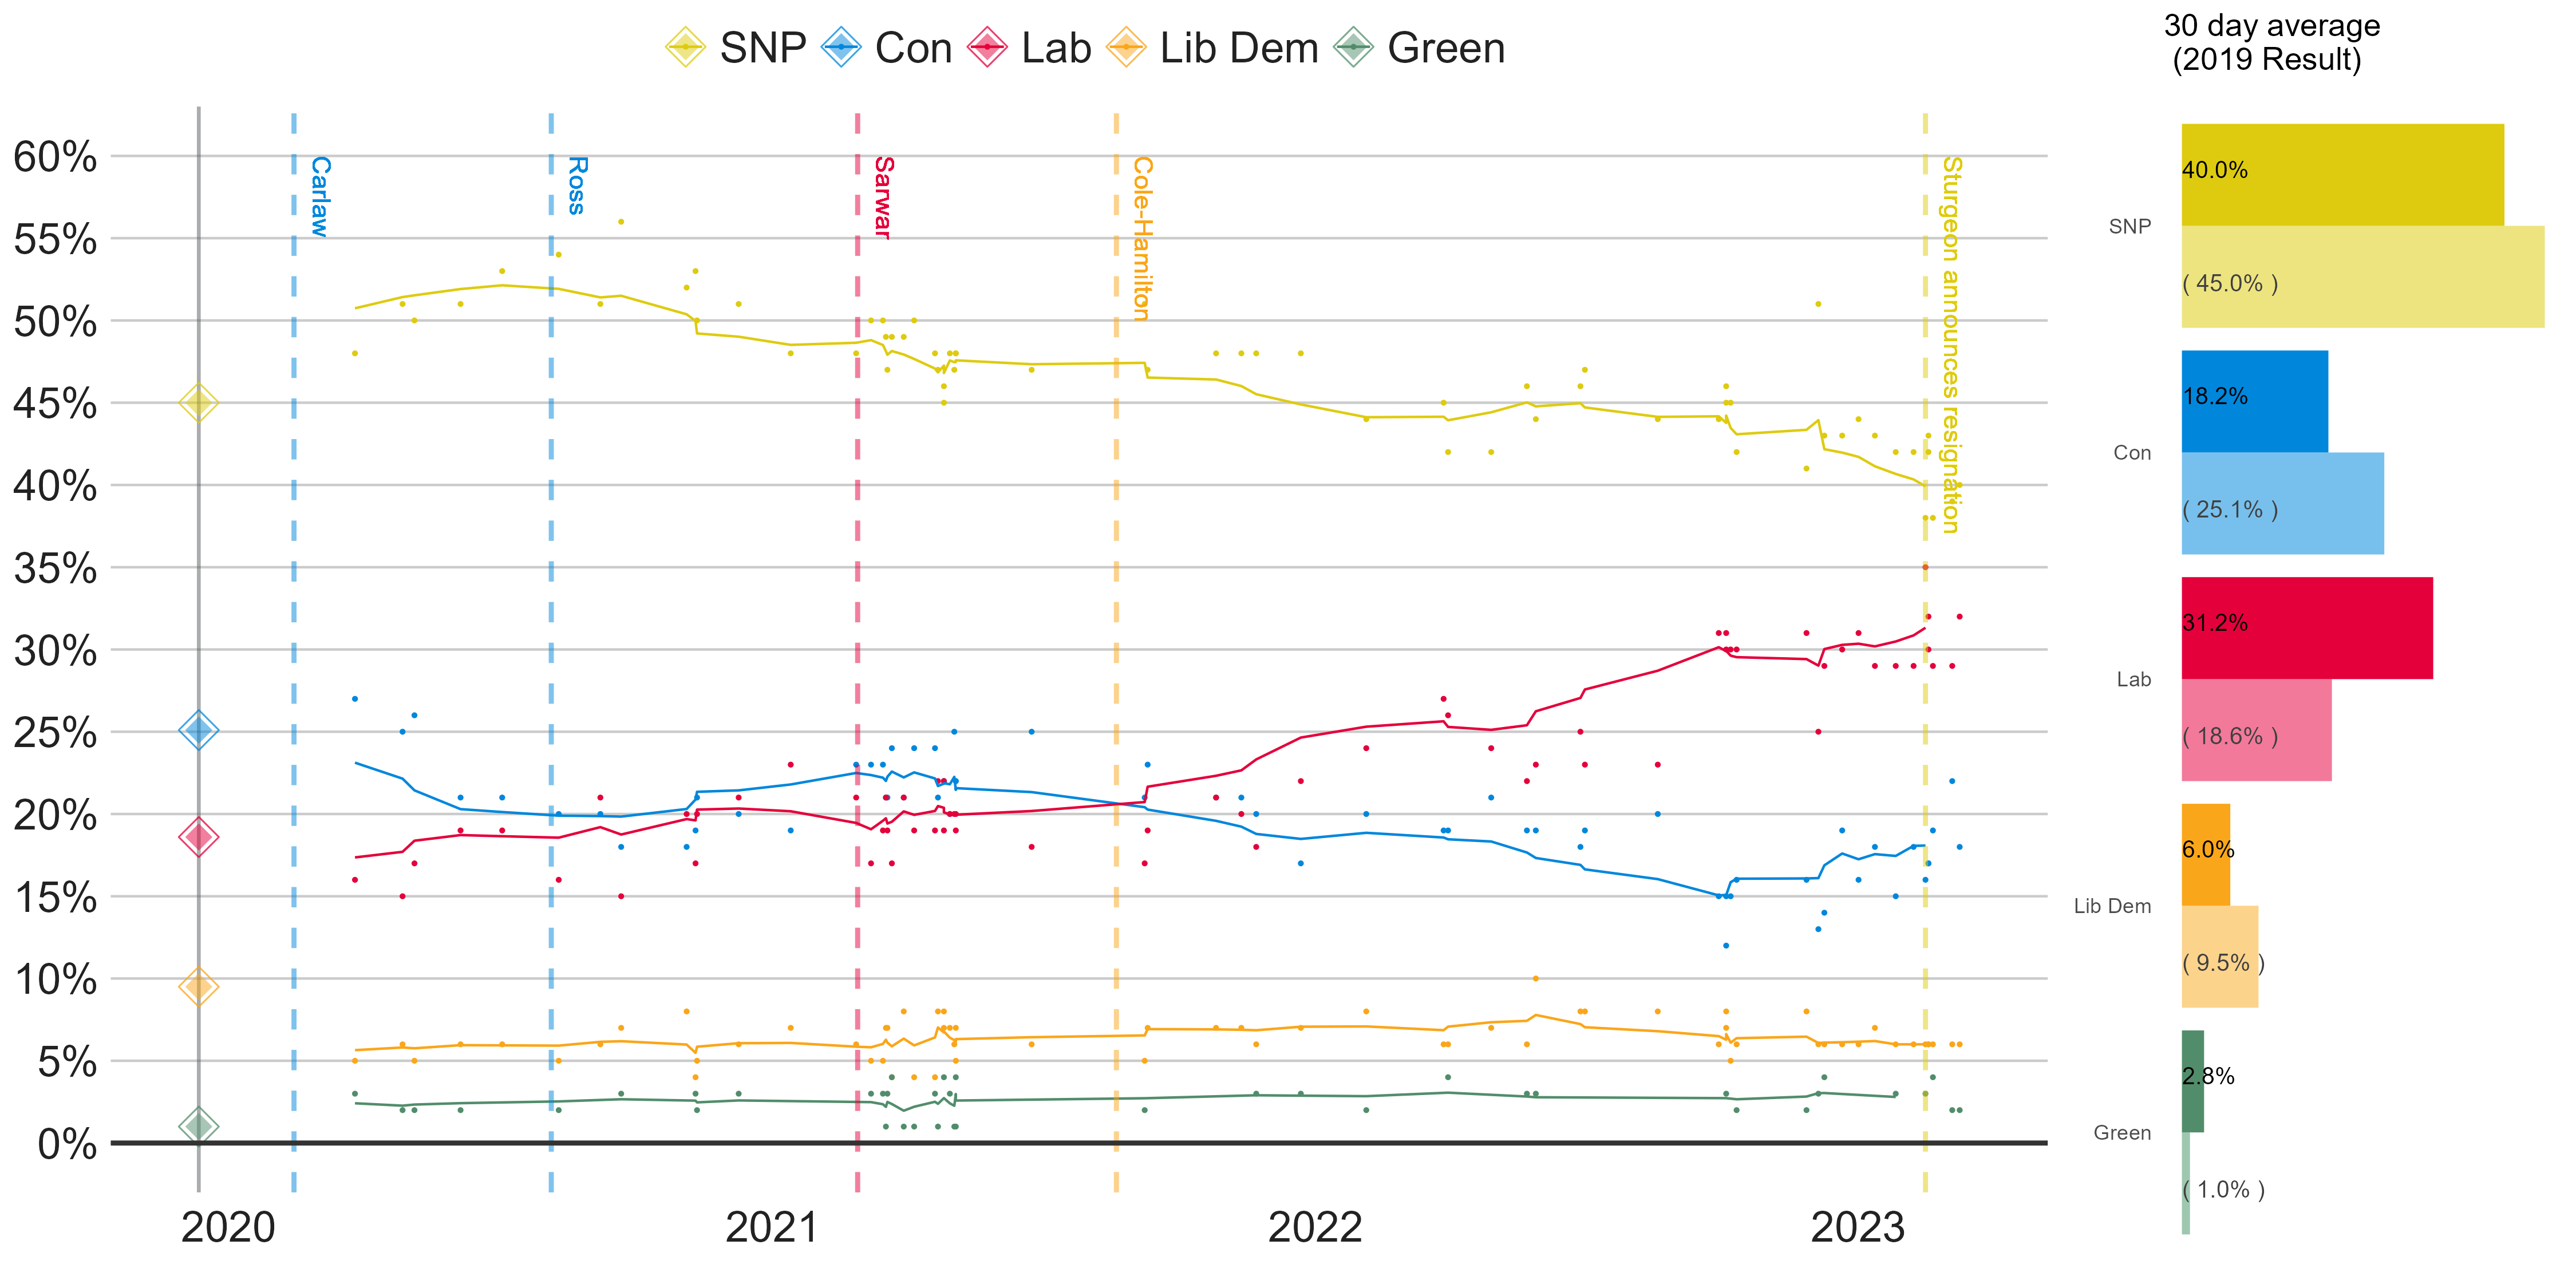 SNP Con Lab Lib Dem Green
30 day average
(2019 Result)
60%
55%
50%
45%
40%
35%
30%
25%
20%
15%
10%
5%
0%
Carlaw
Ross
Sarwar
Cole-Hamilton
Sturgeon announces resignation
2020 2021 2022 2023
SNP
40.0%
( 45.0% )
Con
18.2%
( 25.1% )
Lab
31.2%
( 18.6% )
Lib Dem
6.0%
( 9.5% )
Green
2.8%
( 1.0% )